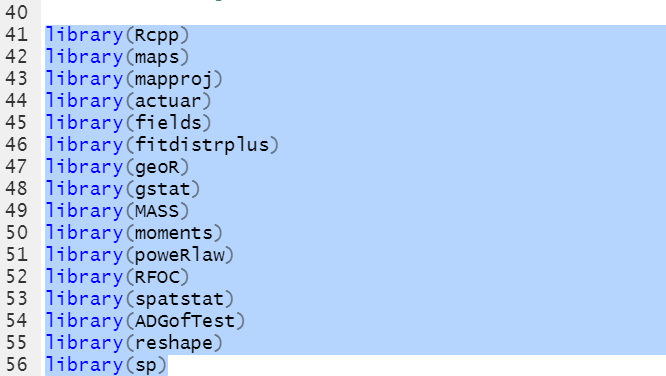 40
41 library(Rcpp)
42 library(maps)
43 library(mapproj)
44 library(actuar)
45 library(fields)
46 library(fitdistrplus)
47 library(geoR)
48 library(gstat)
49 library(MASS)
50 library(moments)
51 library(poweRlaw)
52 library(RFOC)
53 library(spatstat)
54 library(ADGofTest)
55 library(reshape)
56 library(sp)